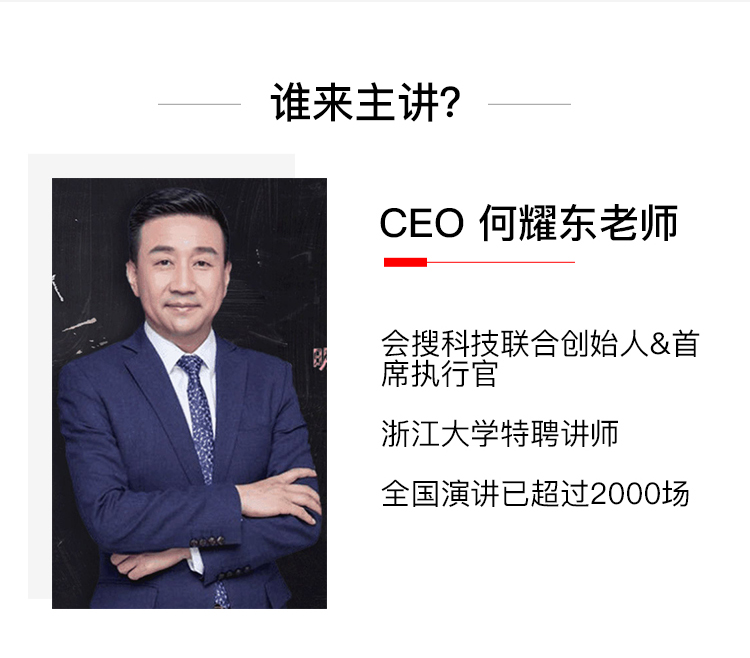 谁来主讲?
CEO 何耀东老师
会搜科技联合创始人&首
席执行官
浙江大学特聘讲师
全国演讲已超过2000场